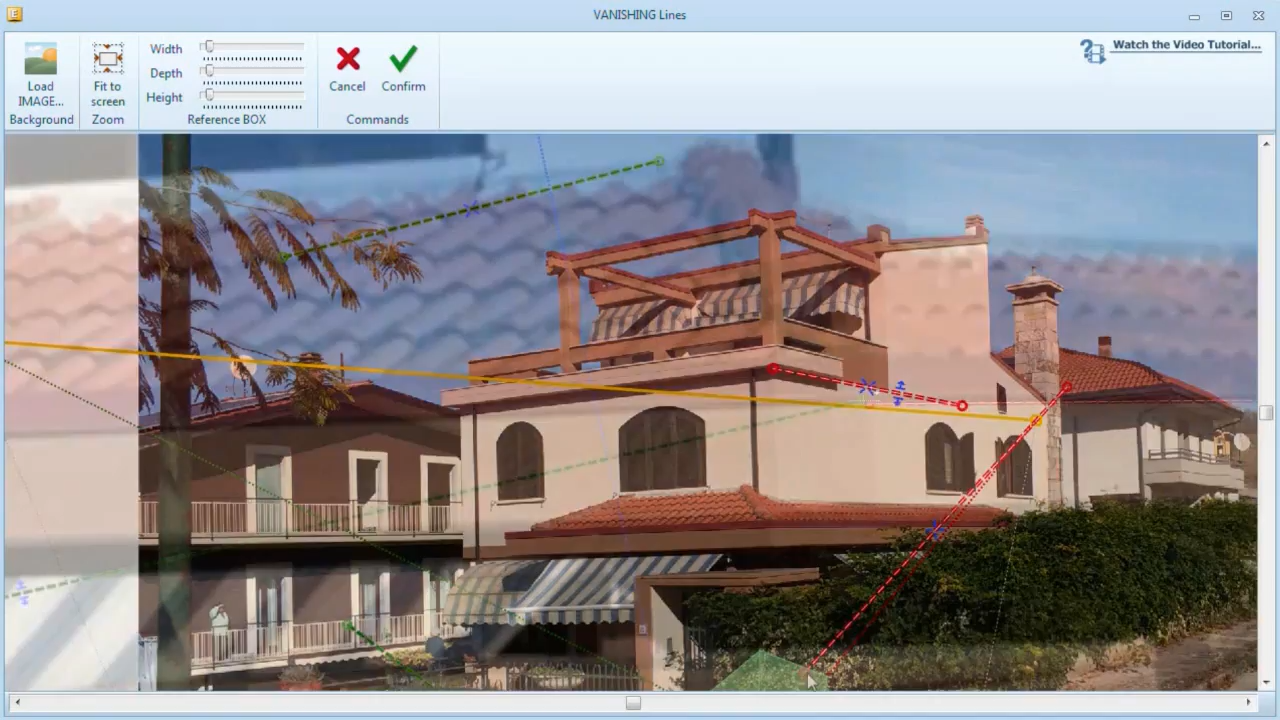 VANISHING Lines
Watch the Video Tutorial...
Load
IMAGE...
Background
Fit to
screen
Zoom
Width
Depth
Height
Reference BOX
Cancel
Confirm
Commands